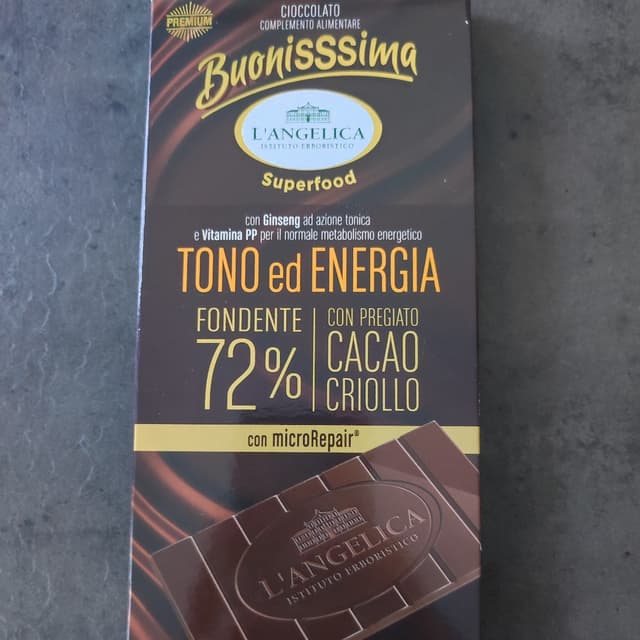 PREMIUM
CIOCCOLATO
COMPLEMENTO ALIMENTARE
BuoniSSSima
L'ANGELICA
ISTITUTO ERBORISTICO
Superfood
con Ginseng ad azione tonica
e Vitamina PP per il normale metabolismo energetico
TONO ed ENERGIA
FONDENTE
72%
CON PREGIATO
CACAO
CRIOLLO
con microRepair®
L'ANGELICA
ISTITUTO ERBORISTICO